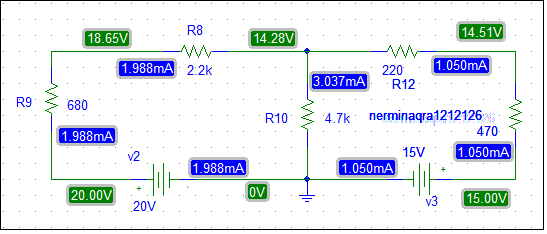 R8
18.65V 14.28V 14.51V
1.988mA 2.2k 220 1.050mA
R12
3.037mA
R9 680
R10 4.7k
nerminaqra1212126
470
1.988mA
v2 1.988mA 1.050mA 15V 1.050mA
20.00V 20V 0V v3 15.00V